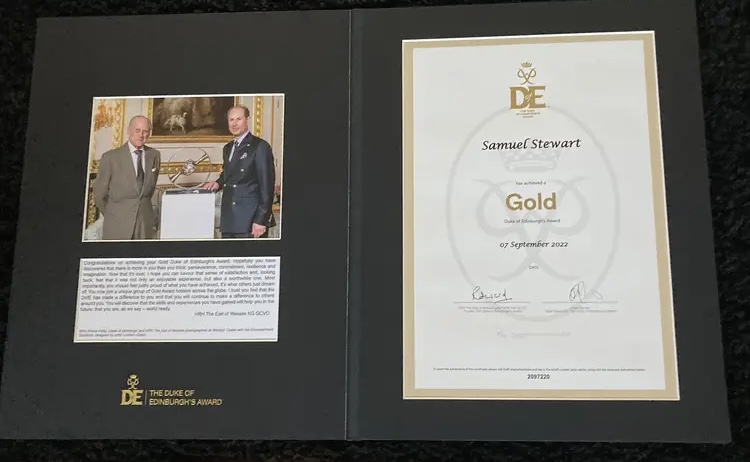 Congratulations on achieving your Gold Duke of Edinburgh's Award. Hopefully you have
discovered that there is more in you than you think: perseverance, commitment, resilience and
imagination. Now that it's over, I hope you can savour that sense of satisfaction and, looking
back, feel that it was not only an enjoyable experience, but also a worthwhile one. Most
importantly, you should feel justly proud of what you have achieved. It's what others just dream
of. You now join a unique group of Gold Award holders across the globe. I trust you feel that the
DofE has made a difference to you and that you will continue to make a difference to others
around you. You will discover that the skills and experiences you have gained will help you in the
future; that you are, as we say – world ready.
HRH The Earl of Wessex KG GCVO
DE
THE DUKE OF
EDINBURGH'S AWARD
DE
THE DUKE
OF EDINBURGH'S
AWARD
Samuel Stewart
has achieved a
Gold
Duke of Edinburgh's Award
07 September 2022
DATE
2097220